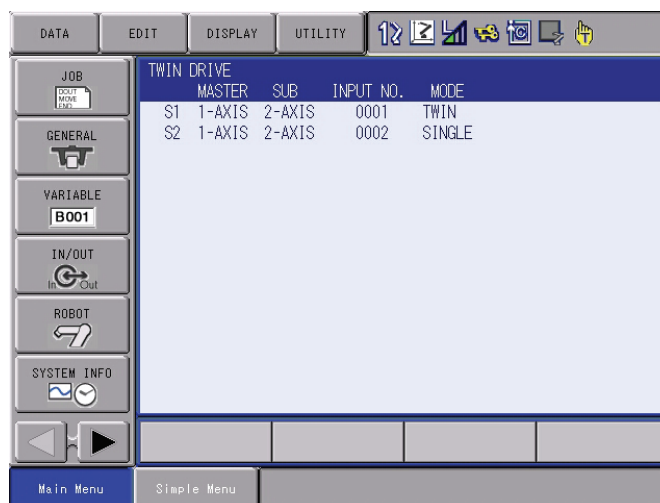 DATA EDIT DISPLAY UTILITY
JOB
DOUT
MOVE
END
GENERAL
VARIABLE
B001
IN/OUT
In Out
ROBOT
SYSTEM INFO
TWIN DRIVE
MASTER SUB INPUT NO. MODE
S1 1-AXIS 2-AXIS 0001 TWIN
S2 1-AXIS 2-AXIS 0002 SINGLE
Main Menu Simple Menu